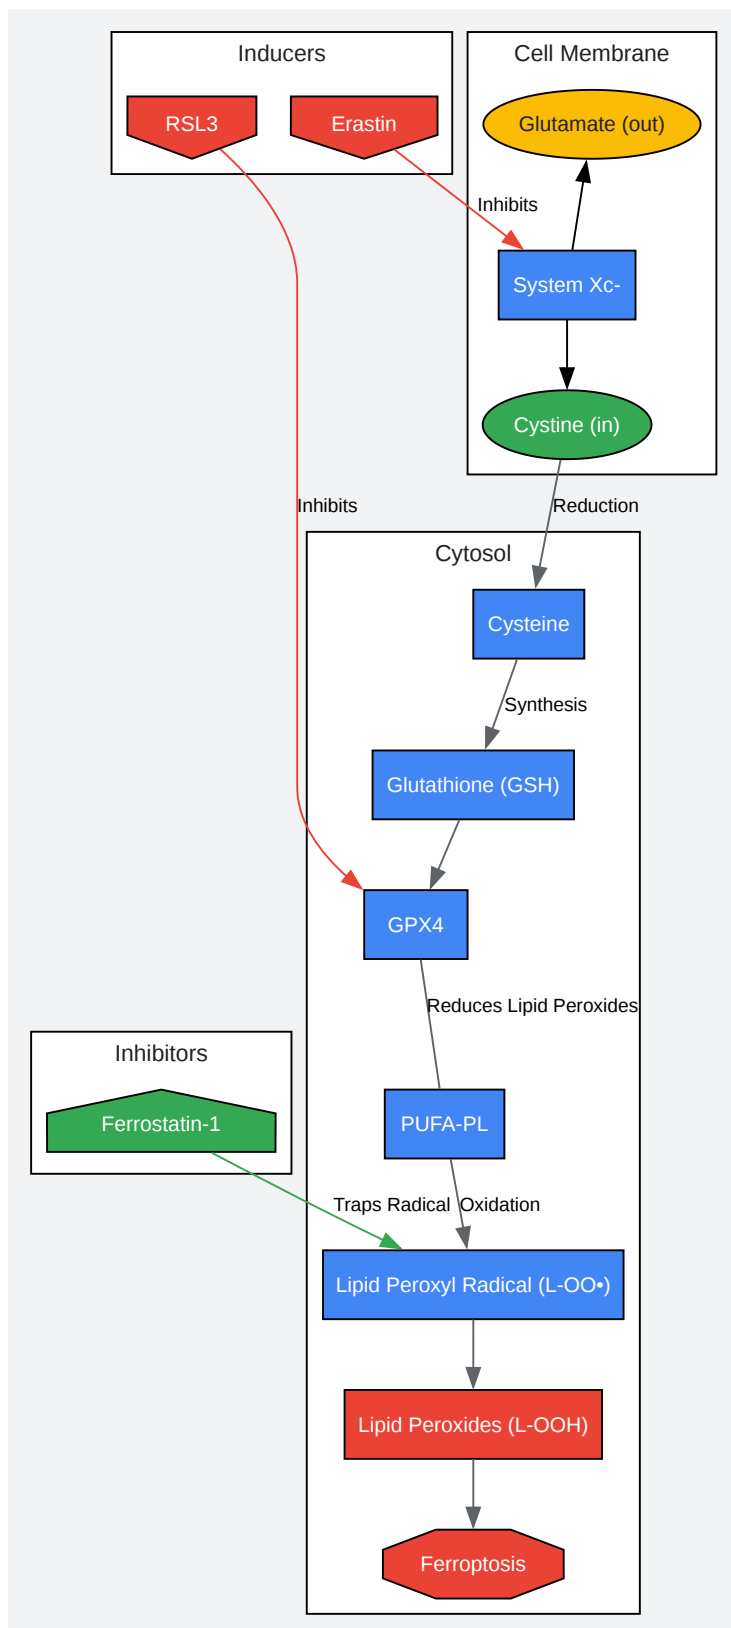 Inducers
Cell Membrane
RSL3
Erastin
Glutamate (out)
Inhibits
System Xc-
Cystine (in)
Inhibits
Reduction
Cytosol
Cysteine
Synthesis
Glutathione (GSH)
GPX4
Reduces Lipid Peroxides
Inhibitors
Ferrostatin-1
PUFA-PL
Traps Radical
Oxidation
Lipid Peroxyl Radical (L-OO•)
Lipid Peroxides (L-OOH)
Ferroptosis